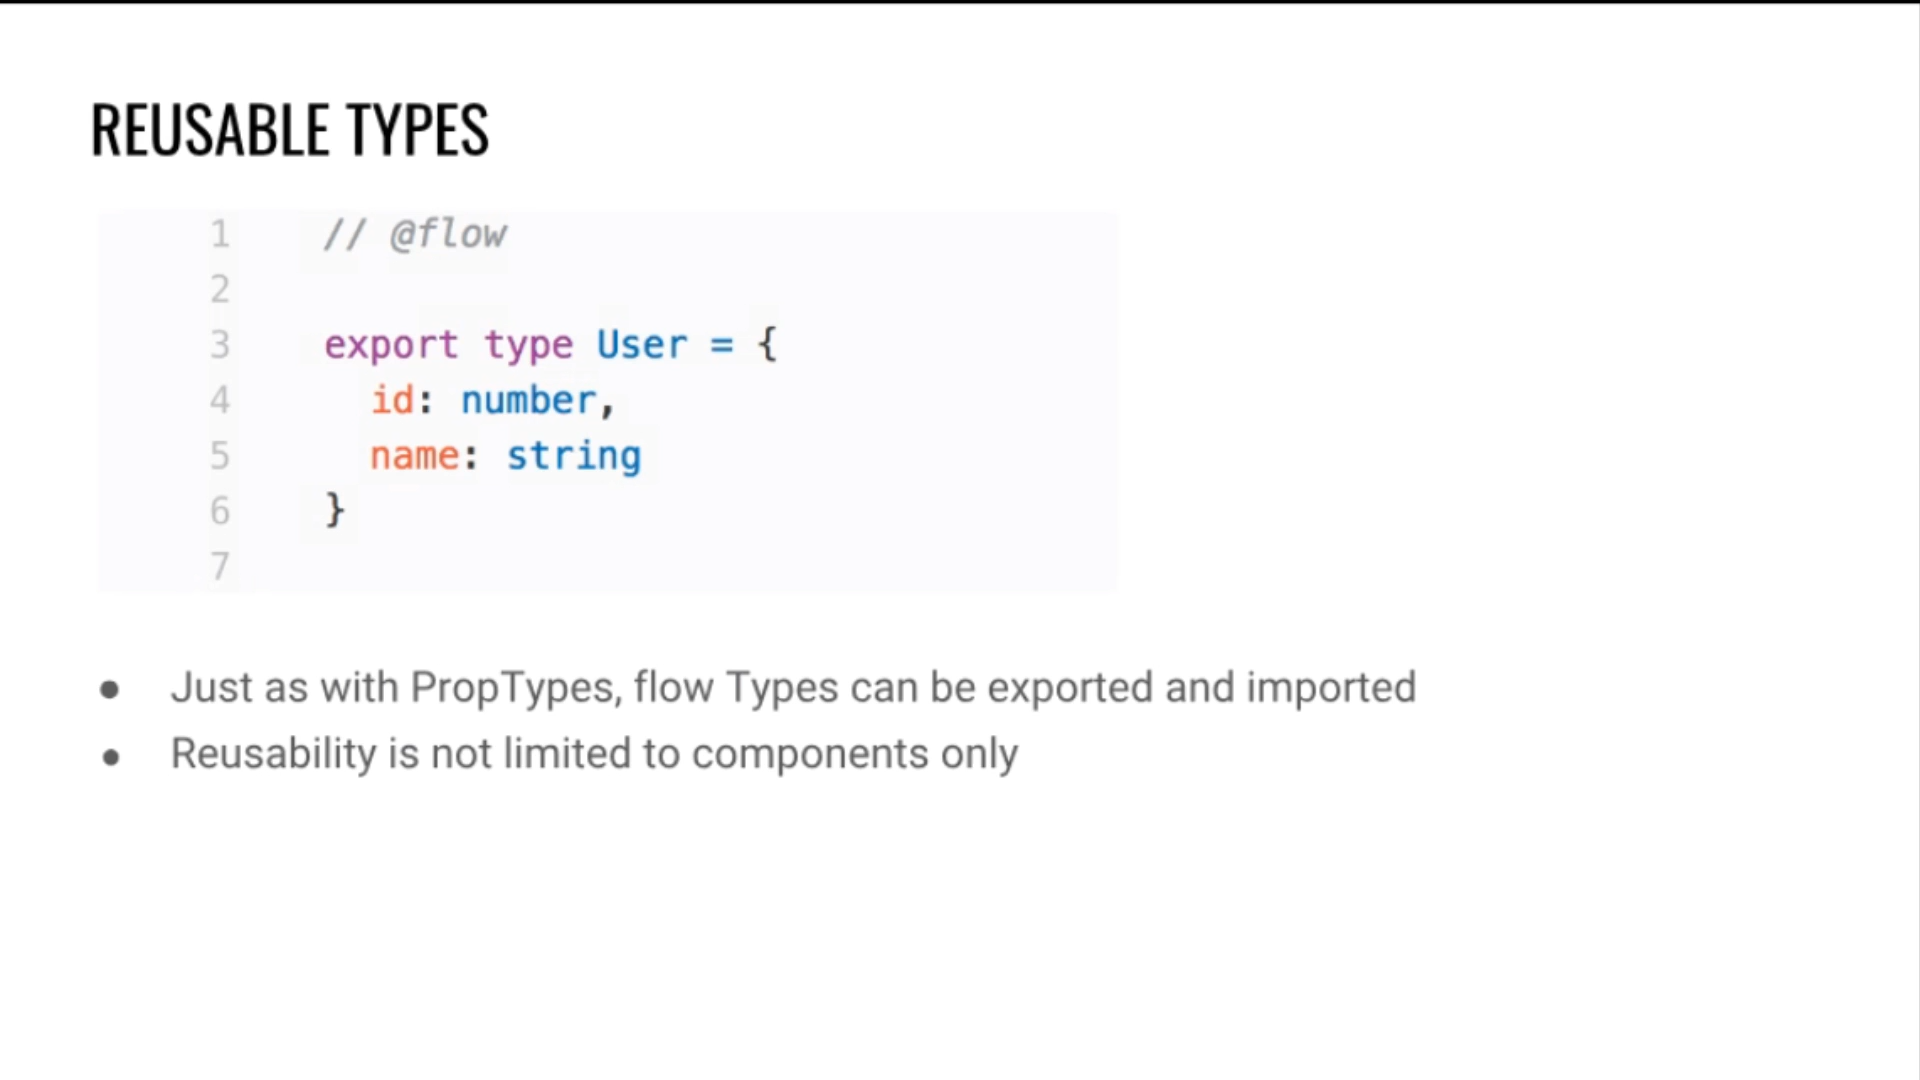 REUSABLE TYPES
1 // @flow
2
3 export type User = {
4 id: number,
5 name: string
6 }
7
● Just as with PropTypes, flow Types can be exported and imported
● Reusability is not limited to components only